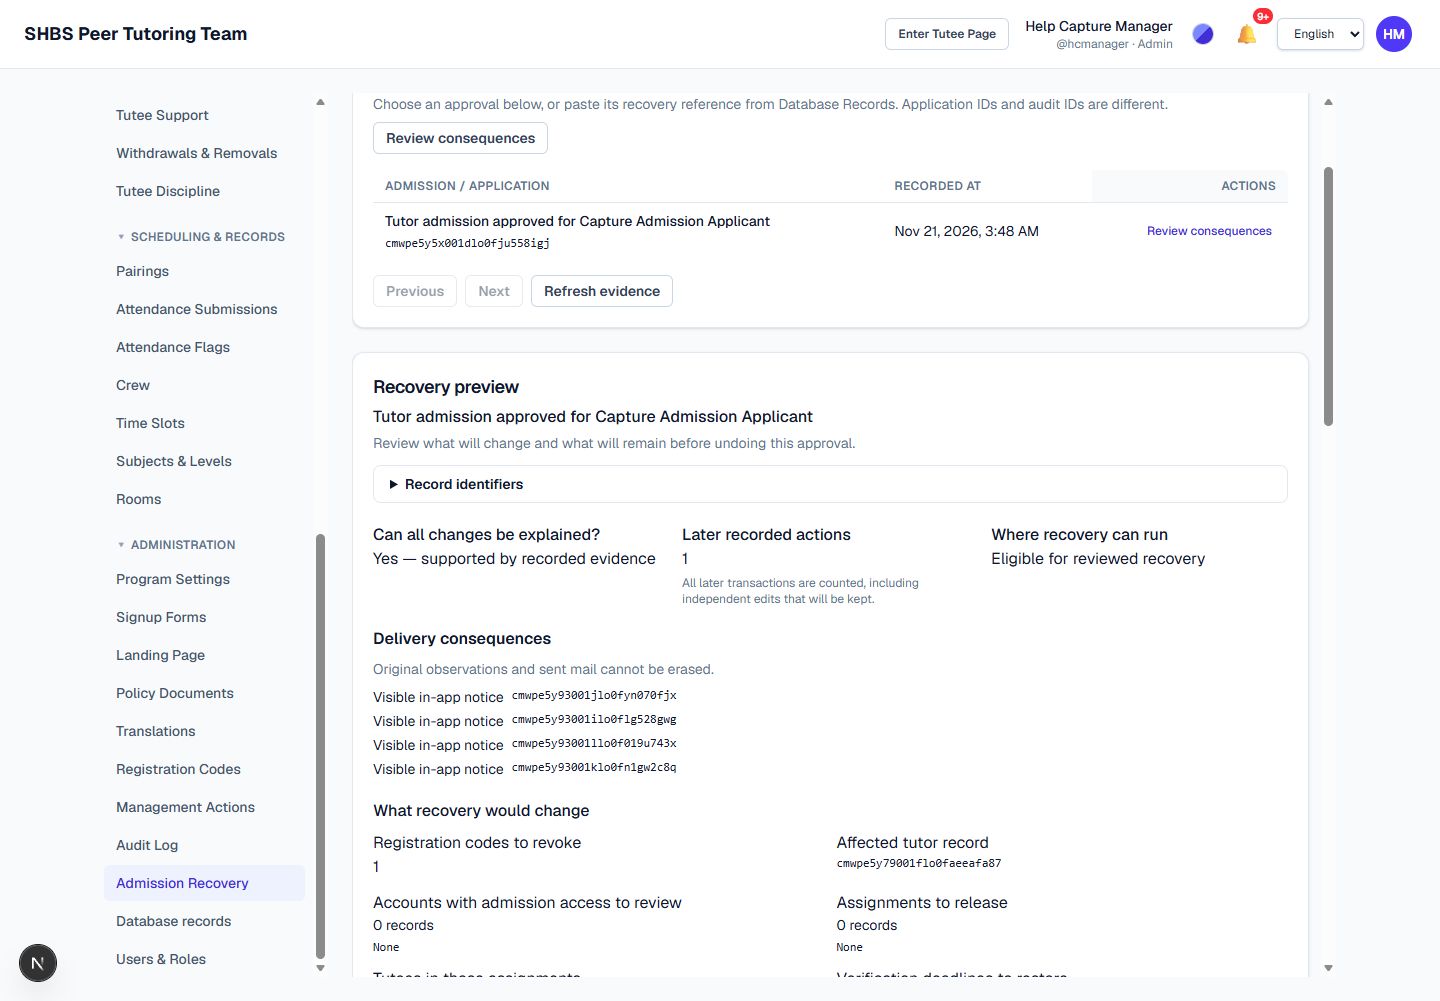 SHBS Peer Tutoring Team
Enter Tutee Page
Help Capture Manager
@hcmanager · Admin
9+
English
HM
Tutee Support
Withdrawals & Removals
Tutee Discipline
SCHEDULING & RECORDS
Pairings
Attendance Submissions
Attendance Flags
Crew
Time Slots
Subjects & Levels
Rooms
ADMINISTRATION
Program Settings
Signup Forms
Landing Page
Policy Documents
Translations
Registration Codes
Management Actions
Audit Log
Admission Recovery
Database records
Users & Roles
N
Choose an approval below, or paste its recovery reference from Database Records. Application IDs and audit IDs are different.
Review consequences
ADMISSION / APPLICATION RECORDED AT ACTIONS
Tutor admission approved for Capture Admission Applicant
cmwpe5y5x001dlo0fju558igj
Nov 21, 2026, 3:48 AM
Review consequences
Previous Next Refresh evidence
Recovery preview
Tutor admission approved for Capture Admission Applicant
Review what will change and what will remain before undoing this approval.
Record identifiers
Can all changes be explained?
Yes — supported by recorded evidence
Later recorded actions
1
All later transactions are counted, including
independent edits that will be kept.
Where recovery can run
Eligible for reviewed recovery
Delivery consequences
Original observations and sent mail cannot be erased.
Visible in-app notice cmwpe5y93001jlo0fyn070fjx
Visible in-app notice cmwpe5y93001ilo0flg528gwg
Visible in-app notice cmwpe5y93001llo0f019u743x
Visible in-app notice cmwpe5y93001klo0fn1gw2c8q
What recovery would change
Registration codes to revoke
1
Affected tutor record
cmwpe5y79001flo0faeeafa87
Accounts with admission access to review
0 records
None
Assignments to release
0 records
None
Tutees in these assignments
Verification deadlines to restore